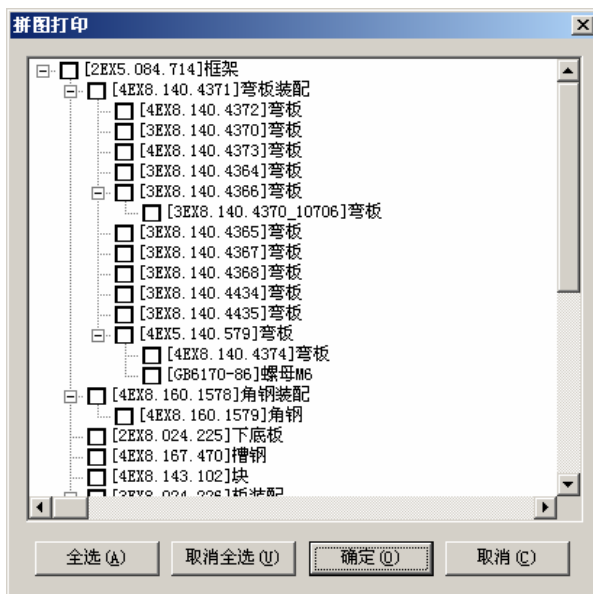 拼图打印
[2EX5.084.714]框架
[4EX8.140.4371]弯板装配
[4EX8.140.4372]弯板
[3EX8.140.4370]弯板
[4EX8.140.4373]弯板
[3EX8.140.4364]弯板
[3EX8.140.4366]弯板
[3EX8.140.4370_10706]弯板
[3EX8.140.4365]弯板
[3EX8.140.4367]弯板
[3EX8.140.4368]弯板
[3EX8.140.4434]弯板
[3EX8.140.4435]弯板
[4EX5.140.579]弯板
[4EX8.140.4374]弯板
[GB6170-86]螺母M6
[4EX8.160.1578]角钢装配
[4EX8.160.1579]角钢
[2EX8.024.225]下底板
[4EX8.167.470]槽钢
[4EX8.143.102]块
[3EX8.024.226]板装配
全选(A) 取消全选(U) 确定(O) 取消(C)